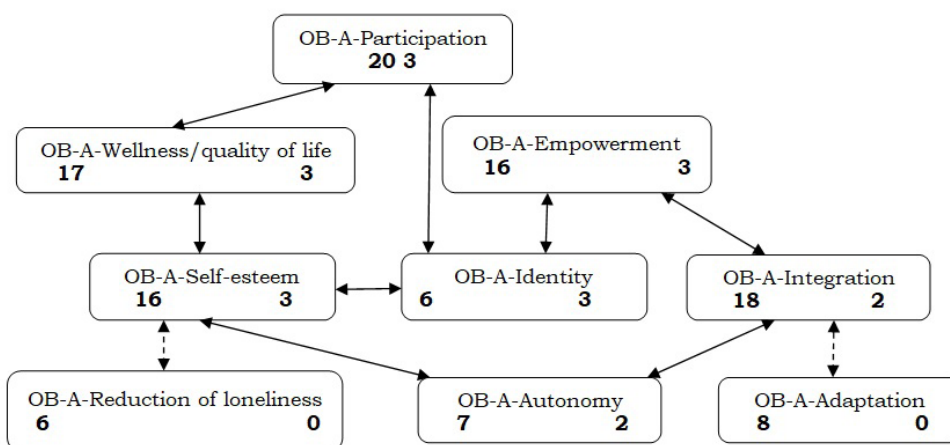 OB-A-Participation
20 3
OB-A-Wellness/quality of life
17 3
OB-A-Empowerment
16 3
OB-A-Self-esteem
16 3
OB-A-Identity
6 3
OB-A-Integration
18 2
OB-A-Reduction of loneliness
6 0
OB-A-Autonomy
7 2
OB-A-Adaptation
8 0